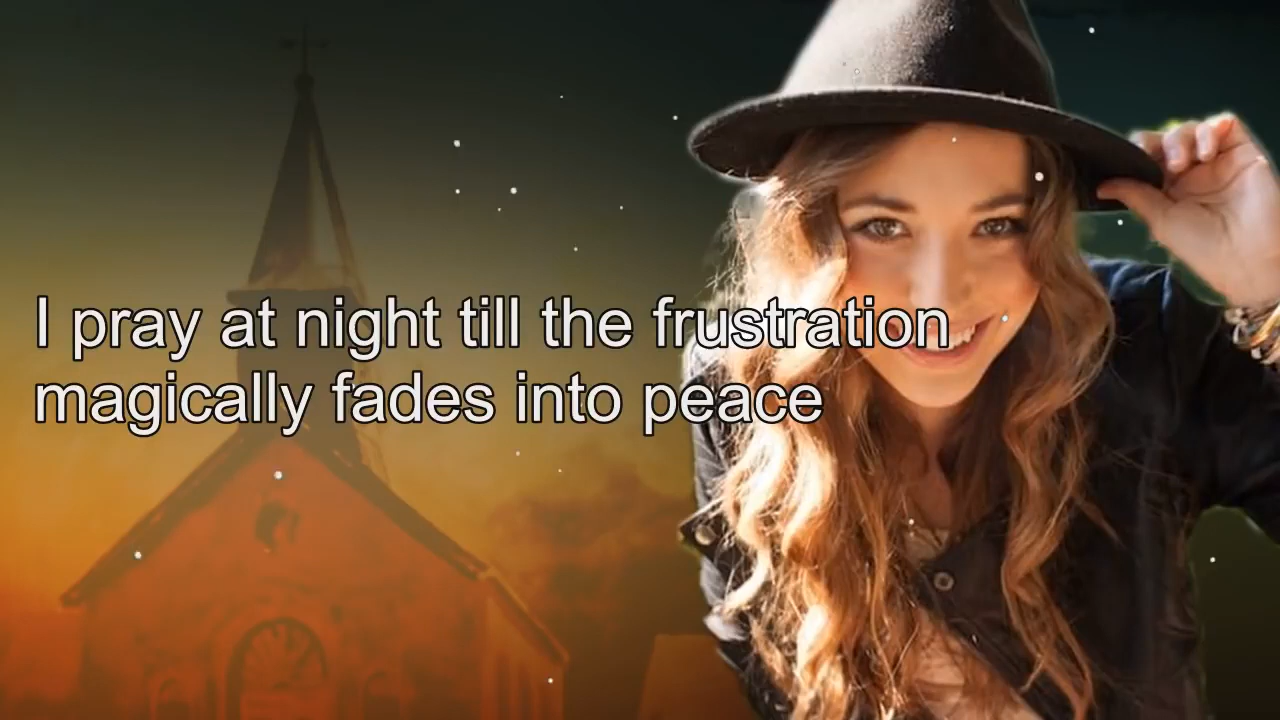 I pray at night till the frustration
magically fades into peace